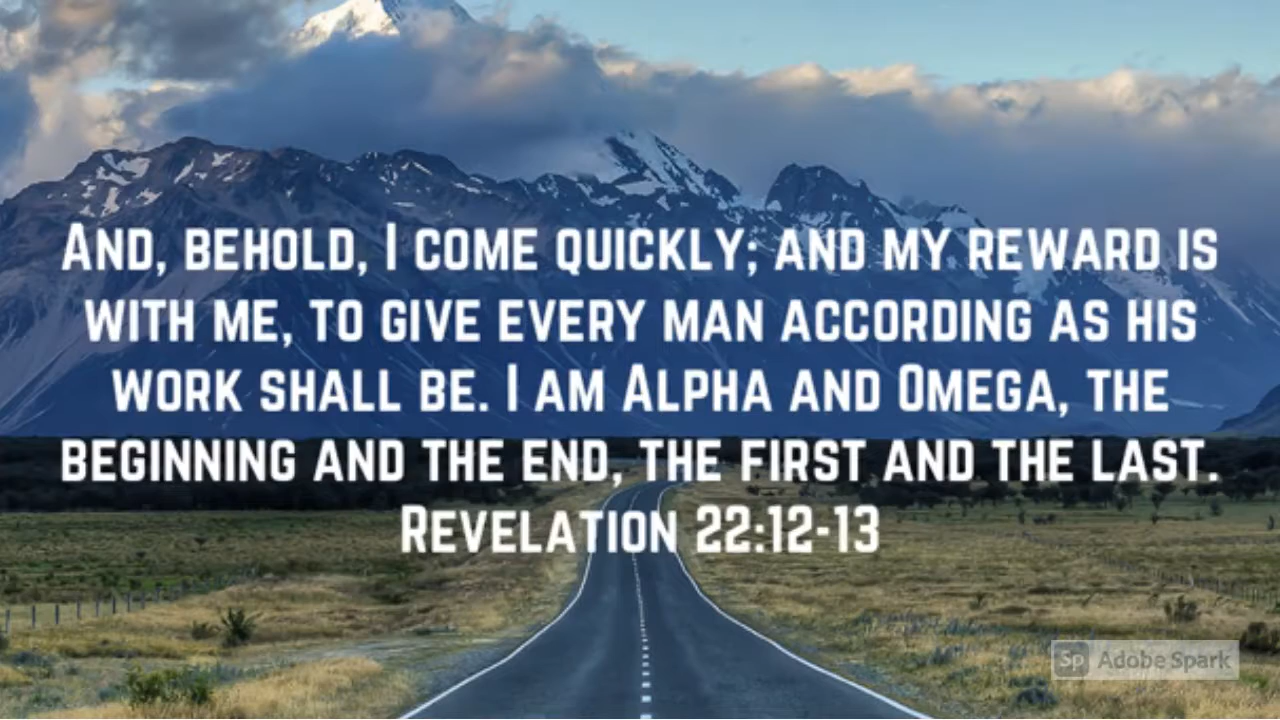 And, behold, I come quickly; and my reward is
with me, to give every man according as his
work shall be. I am Alpha and Omega, the
beginning and the end, the first and the last.
Revelation 22:12-13
Sp Adobe Spark